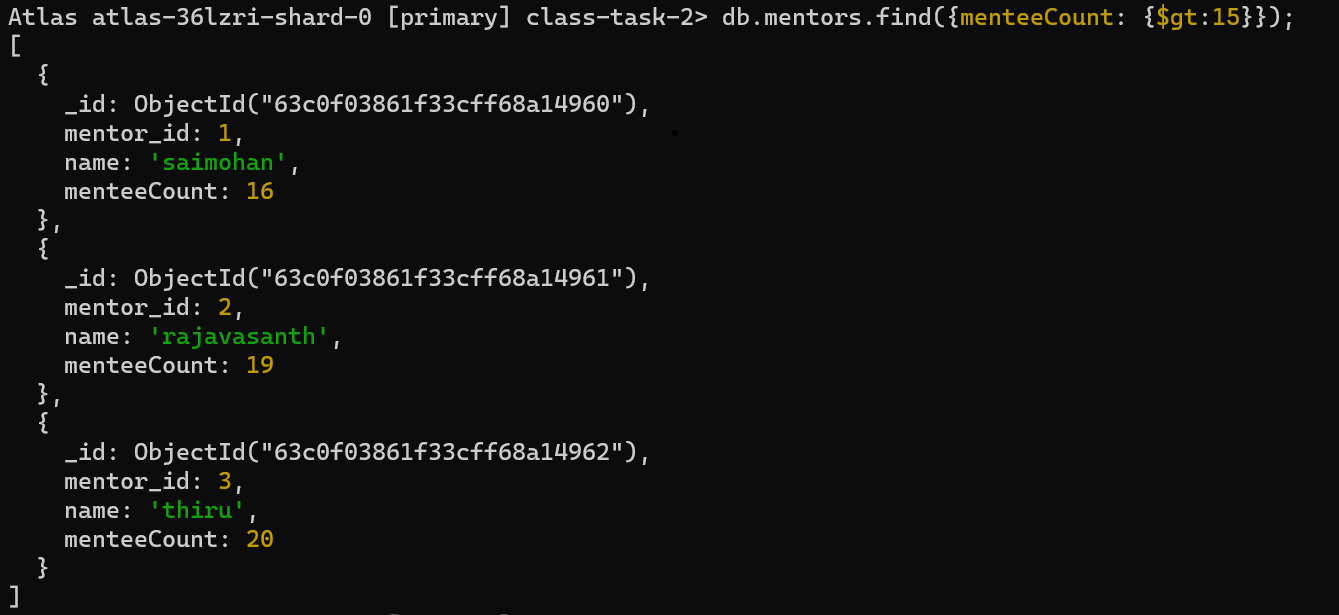 Atlas atlas-36lzri-shard-0 [primary] class-task-2> db.mentors.find({menteeCount: {$gt:15}});
[
  {
    _id: ObjectId("63c0f03861f33cff68a14960"),
    mentor_id: 1,
    name: 'saimohan',
    menteeCount: 16
  },
  {
    _id: ObjectId("63c0f03861f33cff68a14961"),
    mentor_id: 2,
    name: 'rajavasanth',
    menteeCount: 19
  },
  {
    _id: ObjectId("63c0f03861f33cff68a14962"),
    mentor_id: 3,
    name: 'thiru',
    menteeCount: 20
  }
]